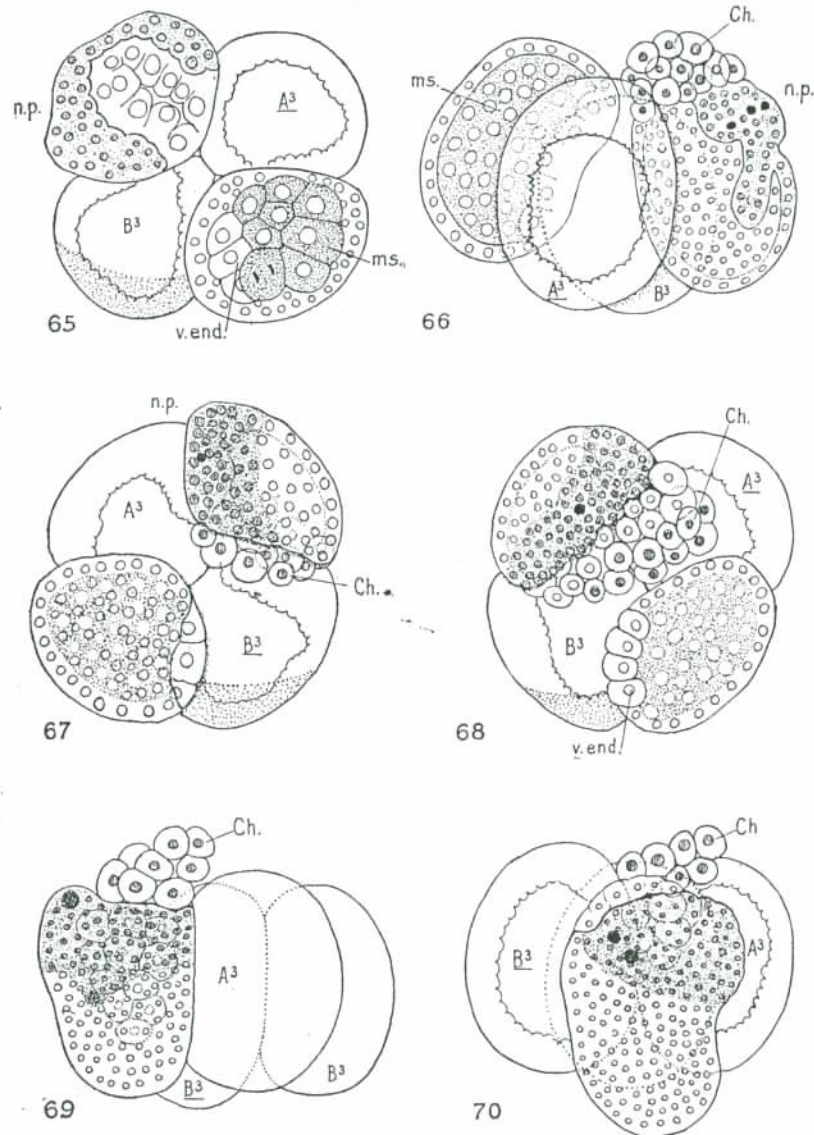 n.p.
A³
B³
ms.
v.end.
65
Ch.
ms.
n.p.
A³
B³
66
n.p.
A³
Ch.
B³
67
Ch.
A³
B³
v.end.
68
Ch.
A³
B³
B³
69
Ch
B³
A³
70